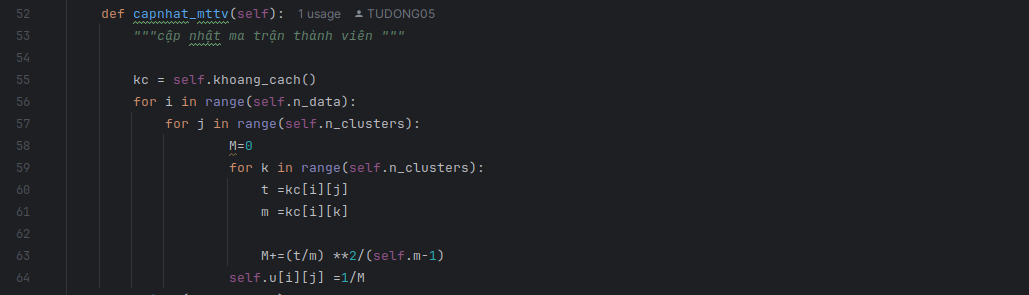 52 def capnhat_mttv(self): 1 usage TUDONG05
53 """cập nhật ma trận thành viên """
54
55 kc = self.khoang_cach()
56 for i in range(self.n_data):
57 for j in range(self.n_clusters):
58 M=0
59 for k in range(self.n_clusters):
60 t =kc[i][j]
61 m =kc[i][k]
62
63 M+=(t/m) **2/(self.m-1)
64 self.u[i][j] =1/M